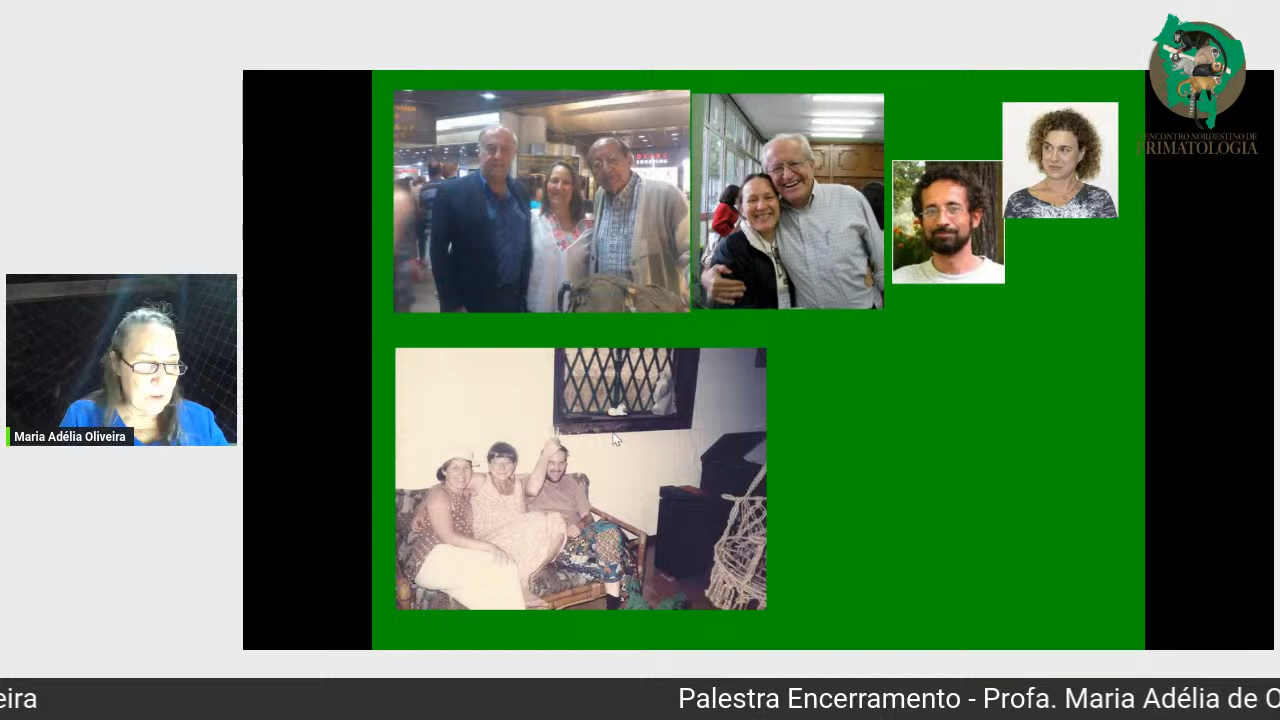 ENCONTRO NORDESTINO DE
PRIMATOLOGIA
Maria Adélia Oliveira
eira
Palestra Encerramento - Profa. Maria Adélia de O